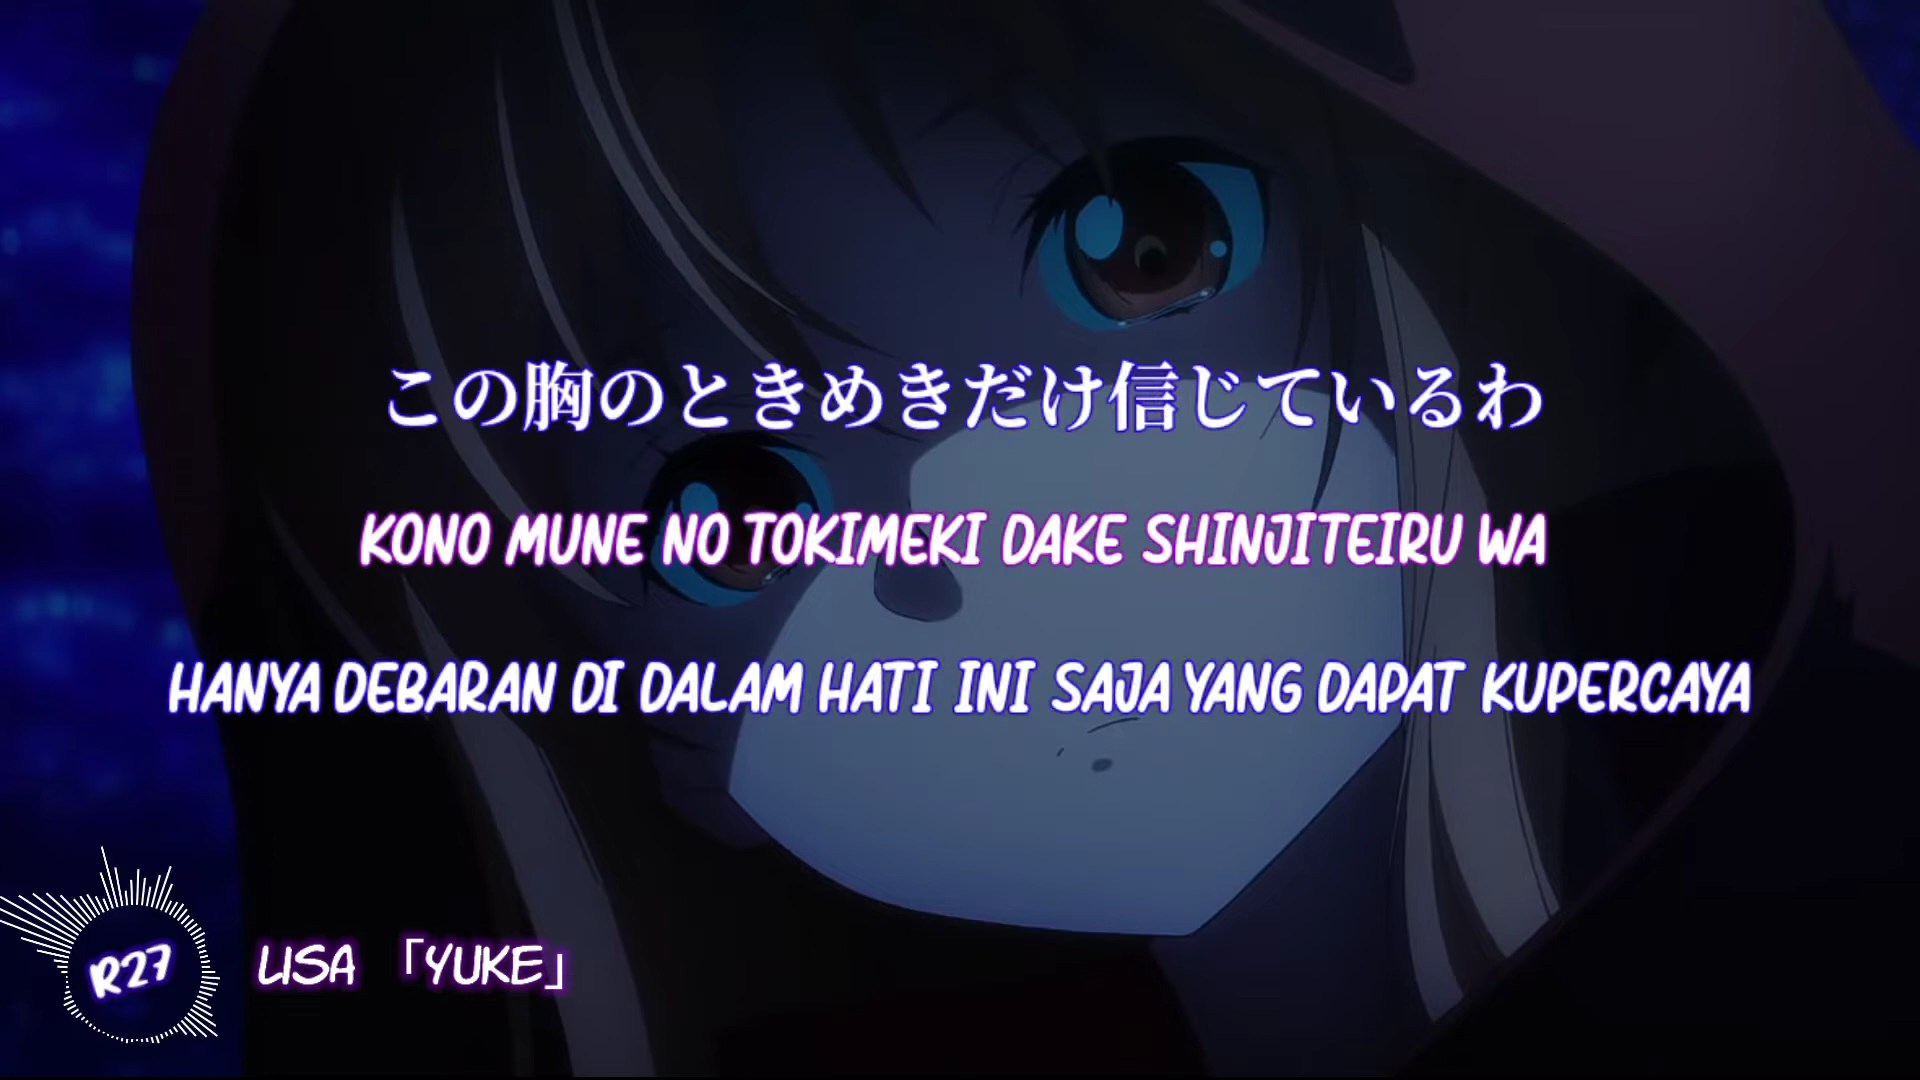 この胸のときめきだけ信じているわ
KONO MUNE NO TOKIMEKI DAKE SHINJITEIRU WA
HANYA DEBARAN DI DALAM HATI INI SAJA YANG DAPAT KUPERCAYA
R27
LISA 「YUKE」